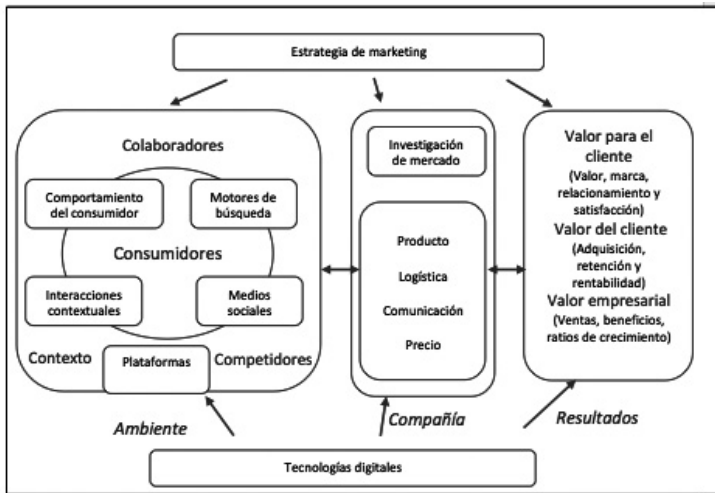 Estrategia de marketing
Colaboradores
Comportamiento
del consumidor
Motores de
búsqueda
Consumidores
Interacciones
contextuales
Medios
sociales
Contexto
Plataformas
Competidores
Ambiente
Investigación
de mercado
Producto
Logística
Comunicación
Precio
Compañía
Valor para el
cliente
(Valor, marca,
relacionamiento y
satisfacción)
Valor del cliente
(Adquisición,
retención y
rentabilidad)
Valor empresarial
(Ventas, beneficios,
ratios de crecimiento)
Resultados
Tecnologías digitales